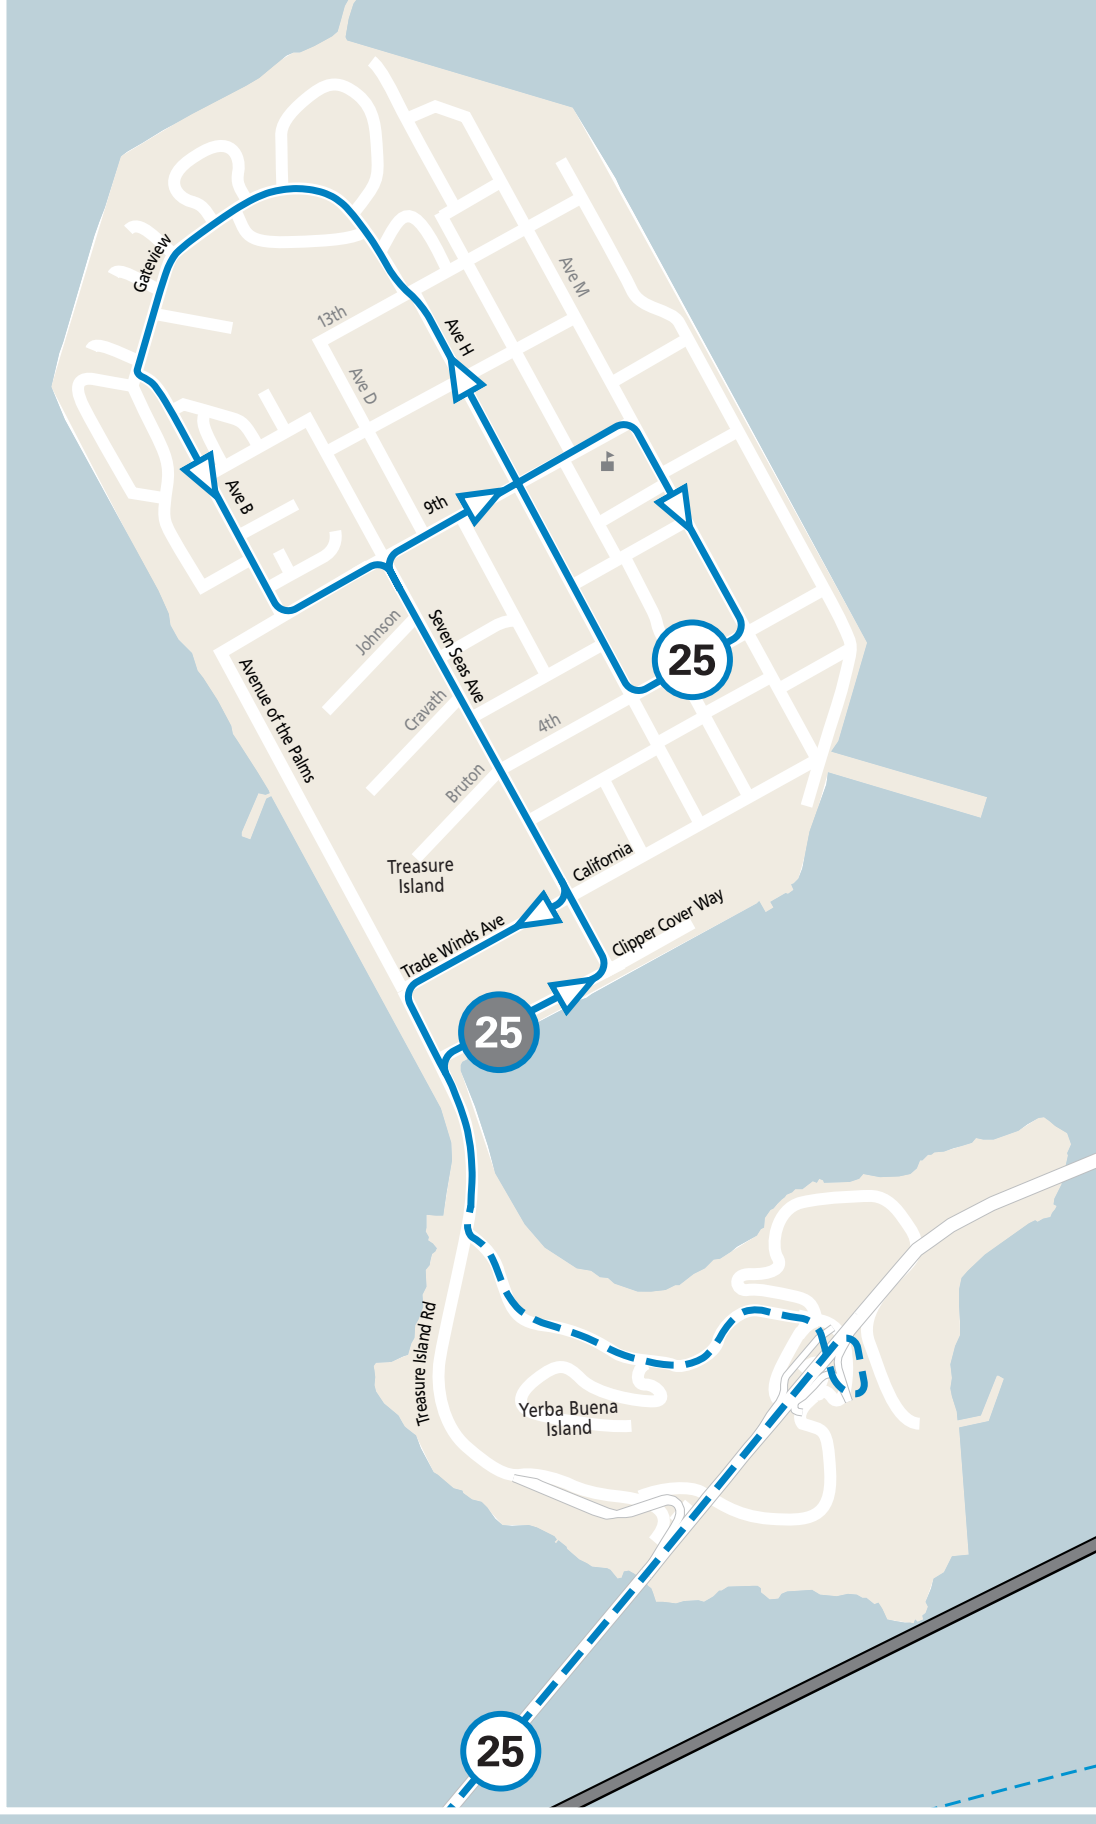 Gateview
13th
Ave M
Ave H
Ave D
9th
Ave B
Johnson
Seven Seas Ave
25
Avenue of the Palms
Cravath
4th
Bruton
Treasure
Island
California
Clipper Cover Way
Trade Winds Ave
25
Treasure Island Rd
Yerba Buena
Island
25